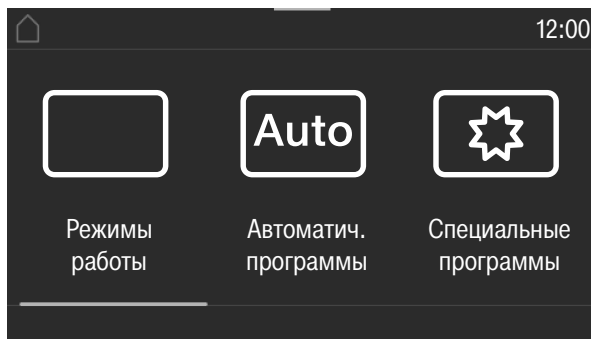 12:00
Auto
Режимы
работы
Автоматич.
программы
Специальные
программы